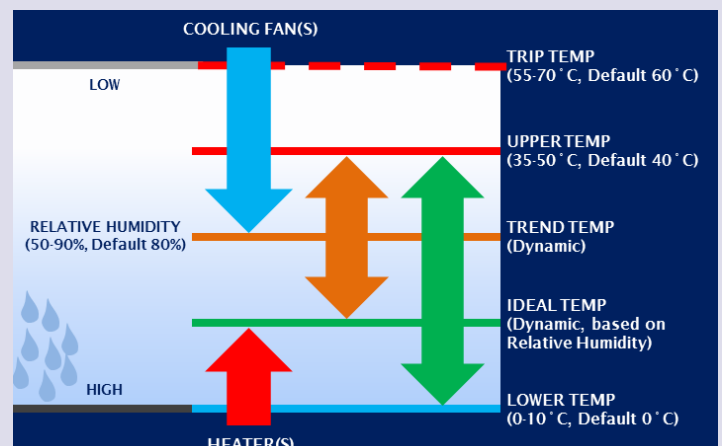 COOLING FAN(S)
TRIP TEMP
(55-70˚C, Default 60˚C)
LOW
UPPER TEMP
(35-50˚C, Default 40˚C)
RELATIVE HUMIDITY
(50-90%, Default 80%)
TREND TEMP
(Dynamic)
IDEAL TEMP
(Dynamic, based on
Relative Humidity)
HIGH
LOWER TEMP
(0-10˚C, Default 0˚C)
HEATER(S)